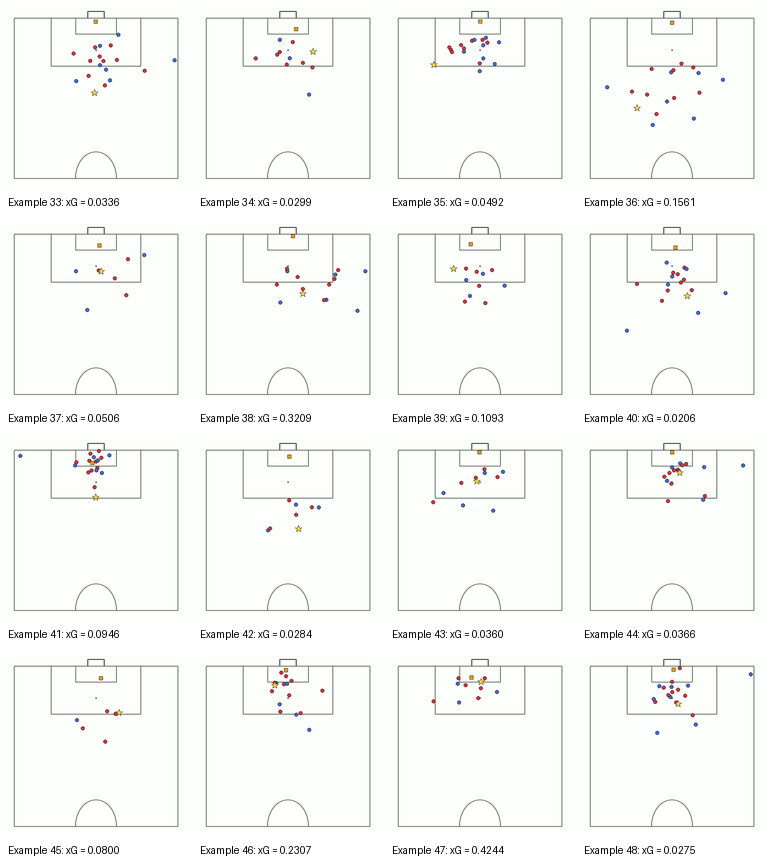 Example 33: xG = 0.0336
Example 34: xG = 0.0299
Example 35: xG = 0.0492
Example 36: xG = 0.1561
Example 37: xG = 0.0506
Example 38: xG = 0.3209
Example 39: xG = 0.1093
Example 40: xG = 0.0206
Example 41: xG = 0.0946
Example 42: xG = 0.0284
Example 43: xG = 0.0360
Example 44: xG = 0.0366
Example 45: xG = 0.0800
Example 46: xG = 0.2307
Example 47: xG = 0.4244
Example 48: xG = 0.0275